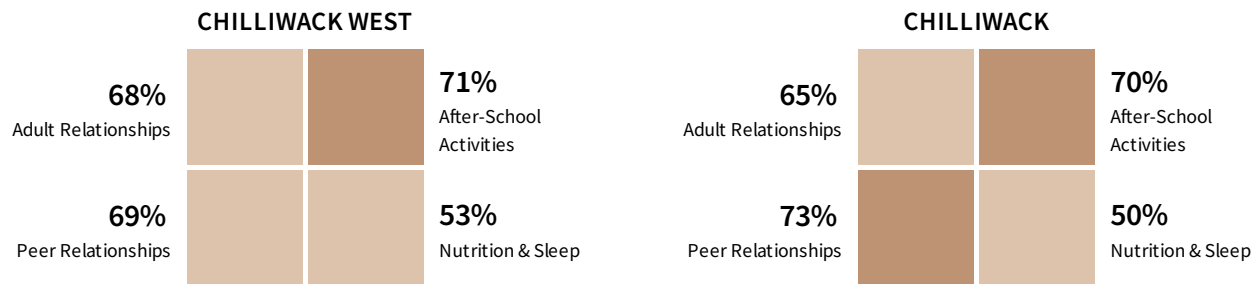 CHILLIWACK WEST
68%
Adult Relationships
71%
After-School
Activities
69%
Peer Relationships
53%
Nutrition & Sleep
CHILLIWACK
65%
Adult Relationships
70%
After-School
Activities
73%
Peer Relationships
50%
Nutrition & Sleep